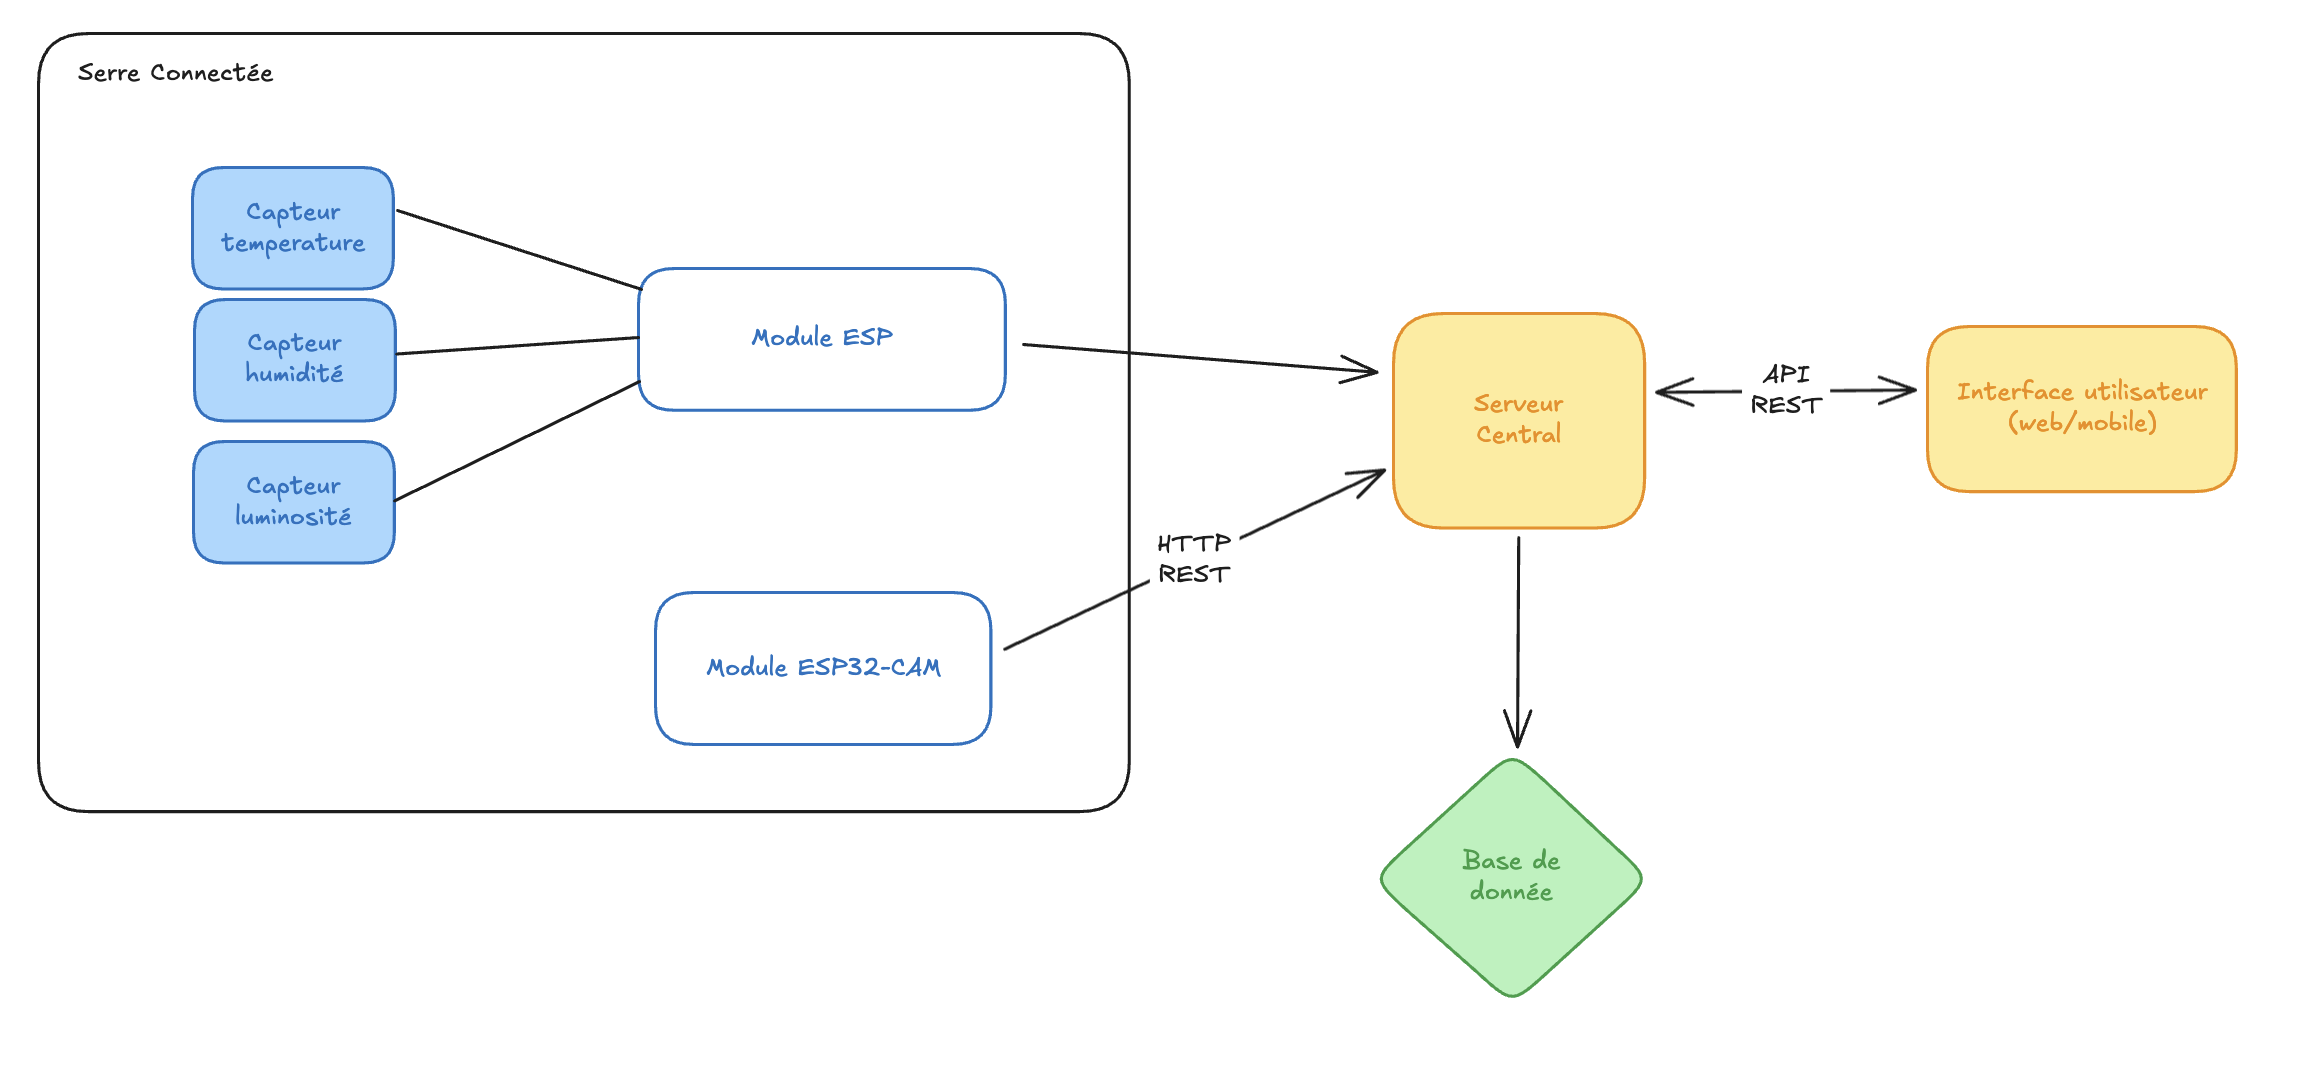 Serre Connectée
Capteur
temperature
Capteur
humidité
Capteur
luminosité
Module ESP
Module ESP32-CAM
HTTP
REST
Serveur
Central
API
REST
Interface utilisateur
(web/mobile)
Base de
donnée